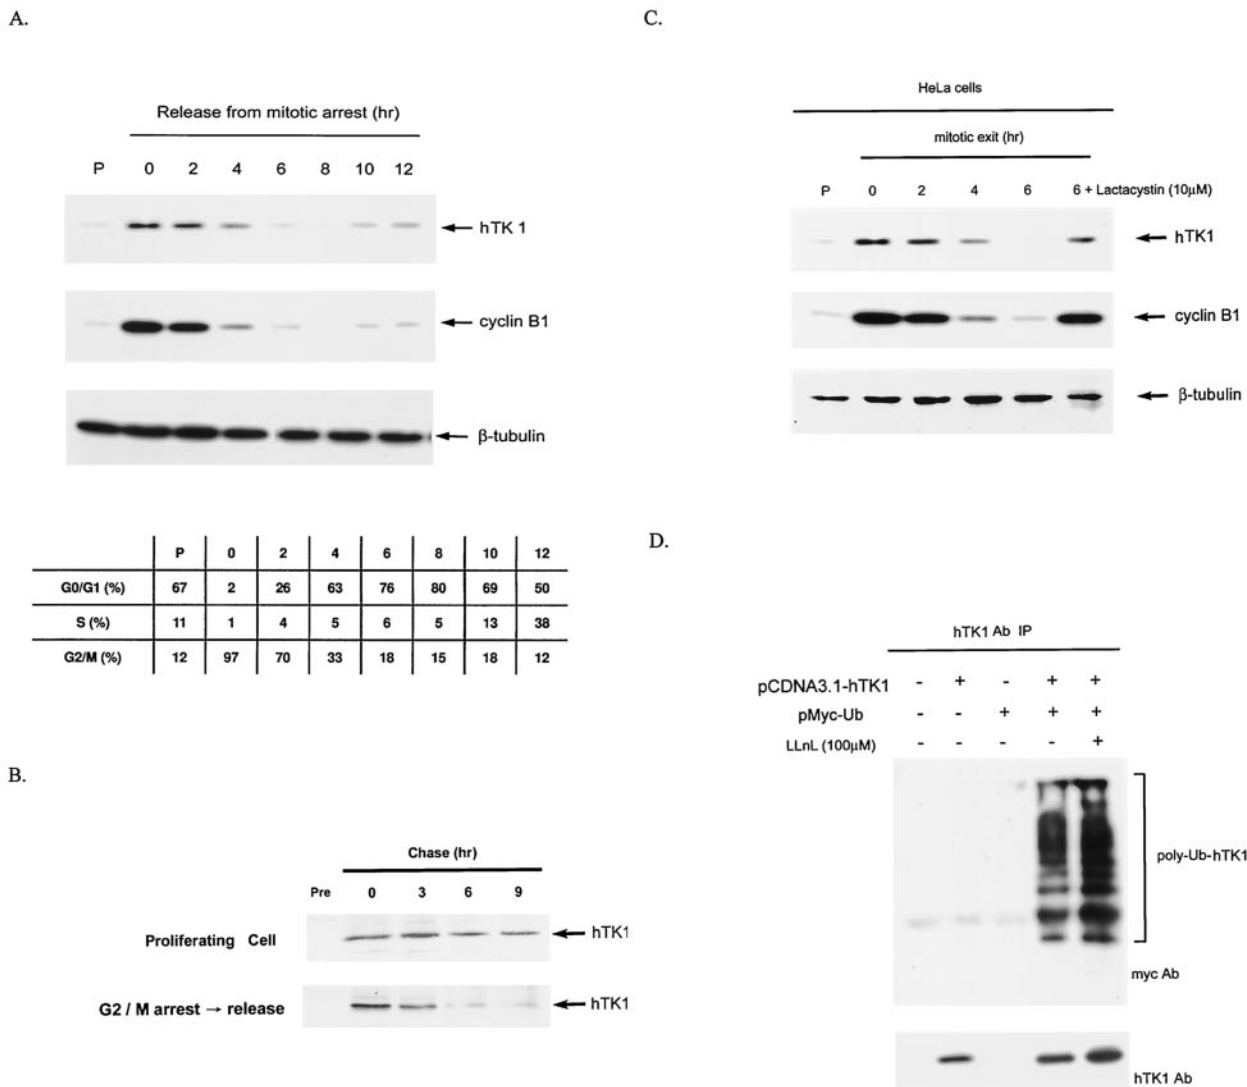 A.
Release from mitotic arrest (hr)
P 0 2 4 6 8 10 12
hTK 1
cyclin B1
β-tubulin
P 0 2 4 6 8 10 12
G0/G1 (%) 67 2 26 63 76 80 69 50
S (%) 11 1 4 5 6 5 13 38
G2/M (%) 12 97 70 33 18 15 18 12
B.
Chase (hr)
Pre 0 3 6 9
Proliferating Cell hTK1
G2 / M arrest → release hTK1
C.
HeLa cells
mitotic exit (hr)
P 0 2 4 6 6 + Lactacystin (10μM)
hTK1
cyclin B1
β-tubulin
D.
hTK1 Ab IP
pCDNA3.1-hTK1 - + - + +
pMyc-Ub - - + + +
LLnL (100μM) - - - - +
poly-Ub-hTK1
myc Ab
hTK1 Ab